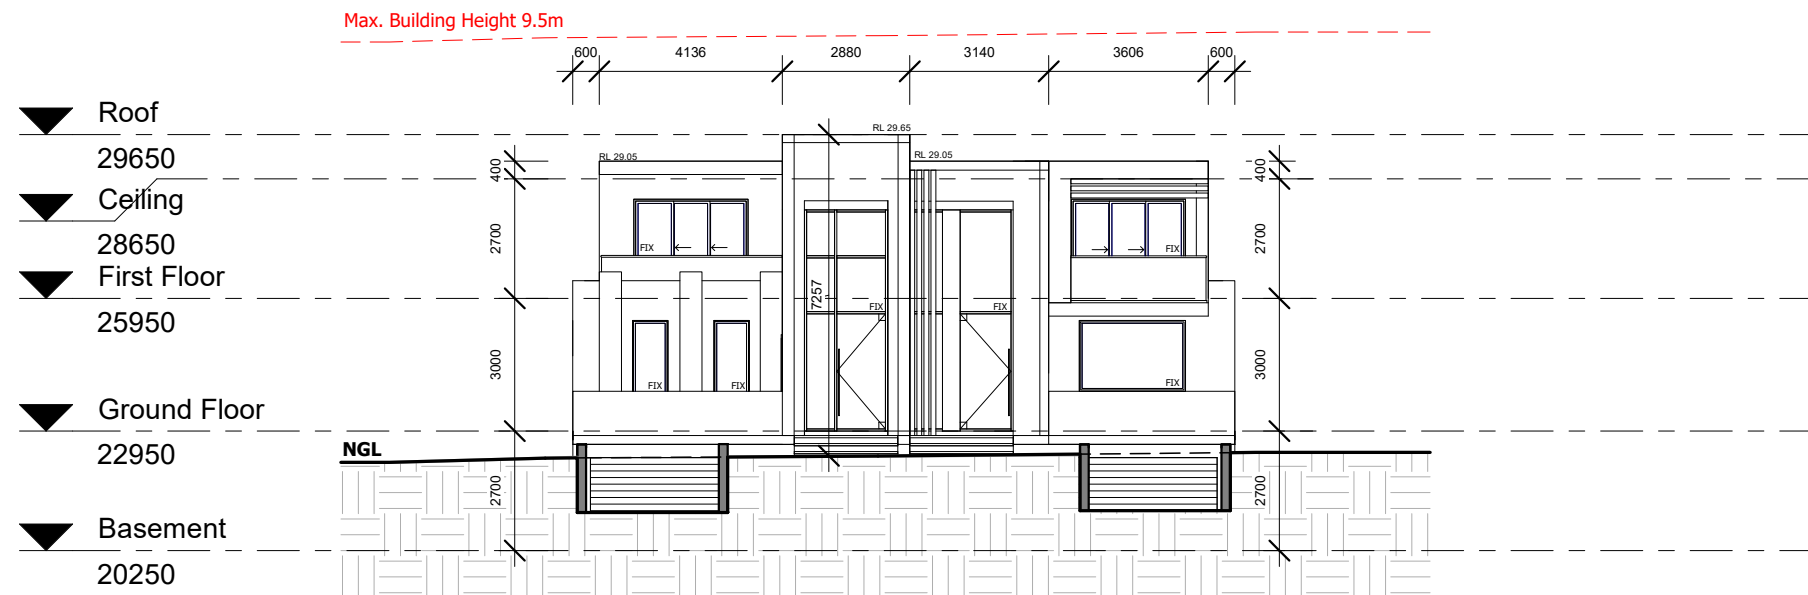 Max. Building Height 9.5m
600 4136 2880 3140 3606 600
Roof
29650
RL 29.65
RL 29.05
RL 29.05
400
400
Ceiling
28650
2700
2700
FIX
FIX
First Floor
25950
7257
FIX
FIX
3000
3000
FIX
FIX
FIX
Ground Floor
22950
NGL
2700
2700
Basement
20250